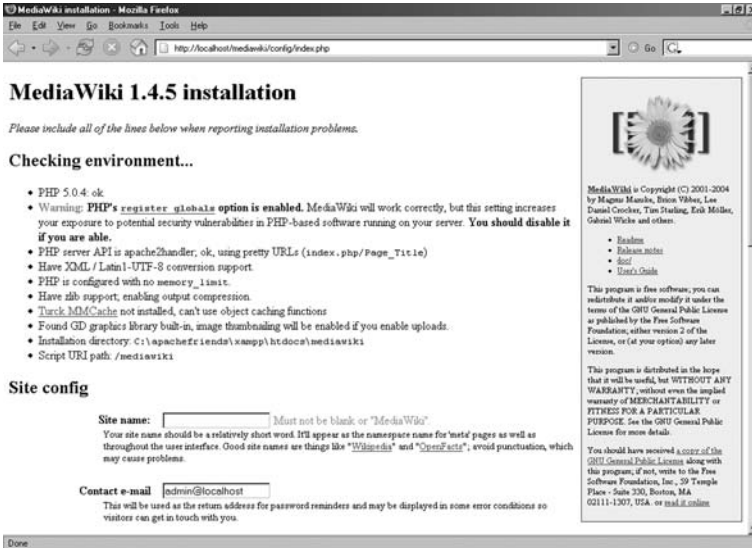 MediaWiki installation - Mozilla Firefox
File Edit View Go Bookmarks Tools Help
http://localhost/mediawiki/config/index.php
Go
MediaWiki 1.4.5 installation
Please include all of the lines below when reporting installation problems.
Checking environment...
PHP 5.0.4: ok
Warning: PHP's register_globals option is enabled. MediaWiki will work correctly, but this setting increases
your exposure to potential security vulnerabilities in PHP-based software running on your server. You should disable it
if you are able.
PHP server API is apache2handler; ok, using pretty URLs (index.php/Page_Title)
Have XML / Latin1-UTF-8 conversion support.
PHP is configured with no memory_limit.
Have zlib support; enabling output compression.
Turck MMCache not installed, can't use object caching functions
Found GD graphics library built-in, image thumbnailing will be enabled if you enable uploads.
Installation directory: C:\apachefriends\xampp\htdocs\mediawiki
Script URI path: /mediawiki
Site config
Site name: Must not be blank or "MediaWiki".
Your site name should be a relatively short word. It'll appear as the namespace name for 'meta' pages as well as
throughout the user interface. Good site names are things like "Wikipedia" and "OpenFacts"; avoid punctuation, which
may cause problems.
Contact e-mail admin@localhost
This will be used as the return address for password reminders and may be displayed in some error conditions so
visitors can get in touch with you.
MediaWiki is Copyright (C) 2001-2004
by Magnus Manske, Brion Vibber, Lee
Daniel Crocker, Tim Starling, Erik Möller,
Gabriel Wicke and others.
Readme
Release notes
doc/
User's Guide
This program is free software; you can
redistribute it and/or modify it under the
terms of the GNU General Public License
as published by the Free Software
Foundation; either version 2 of the
License, or (at your option) any later
version.
This program is distributed in the hope
that it will be useful, but WITHOUT ANY
WARRANTY; without even the implied
warranty of MERCHANTABILITY or
FITNESS FOR A PARTICULAR
PURPOSE. See the GNU General Public
License for more details.
You should have received a copy of the
GNU General Public License along with
this program; if not, write to the Free
Software Foundation, Inc., 59 Temple
Place - Suite 330, Boston, MA
02111-1307, USA. or read it online
Done